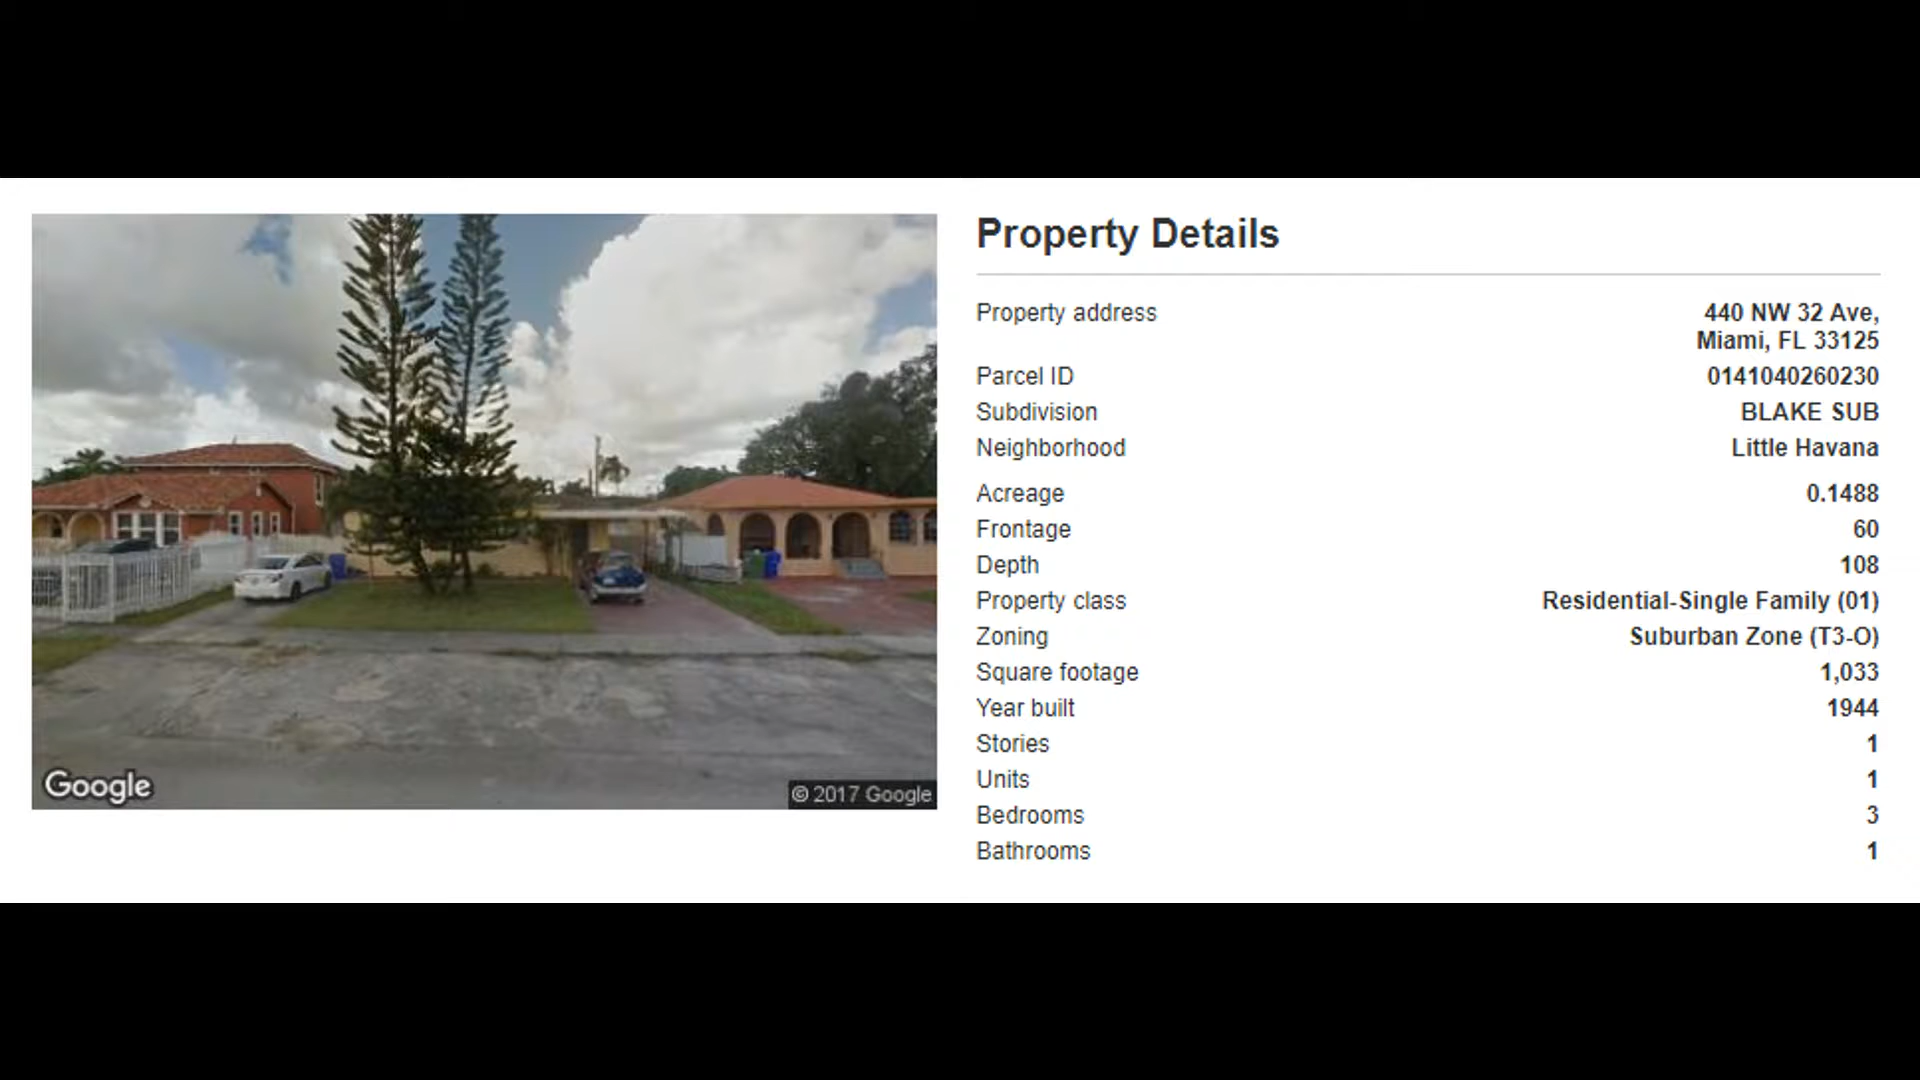 Property Details
Property address 440 NW 32 Ave,
Miami, FL 33125
Parcel ID 0141040260230
Subdivision BLAKE SUB
Neighborhood Little Havana
Acreage 0.1488
Frontage 60
Depth 108
Property class Residential-Single Family (01)
Zoning Suburban Zone (T3-O)
Square footage 1,033
Year built 1944
Stories 1
Units 1
Bedrooms 3
Bathrooms 1
Google
© 2017 Google